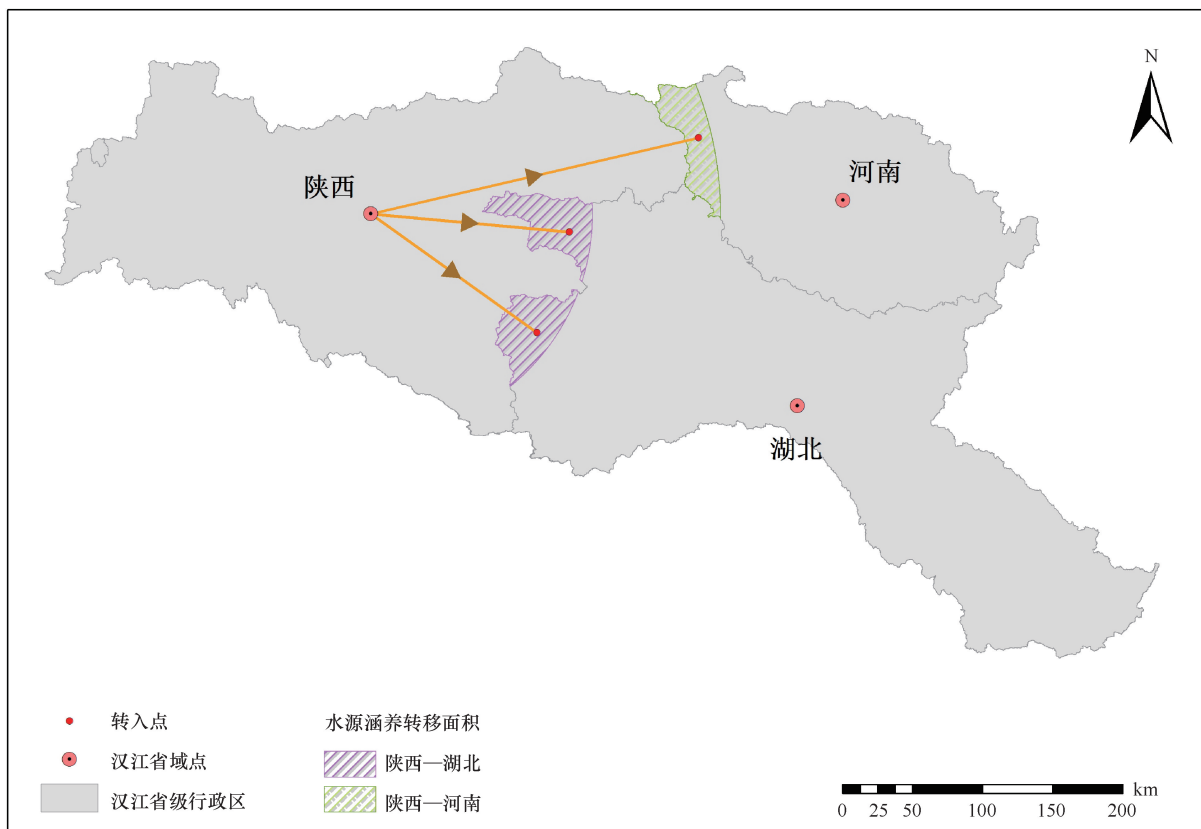 N
陕西
河南
湖北
转入点
汉江省域点
汉江省级行政区
水源涵养转移面积
陕西—湖北
陕西—河南
km
0 25 50 100 150 200